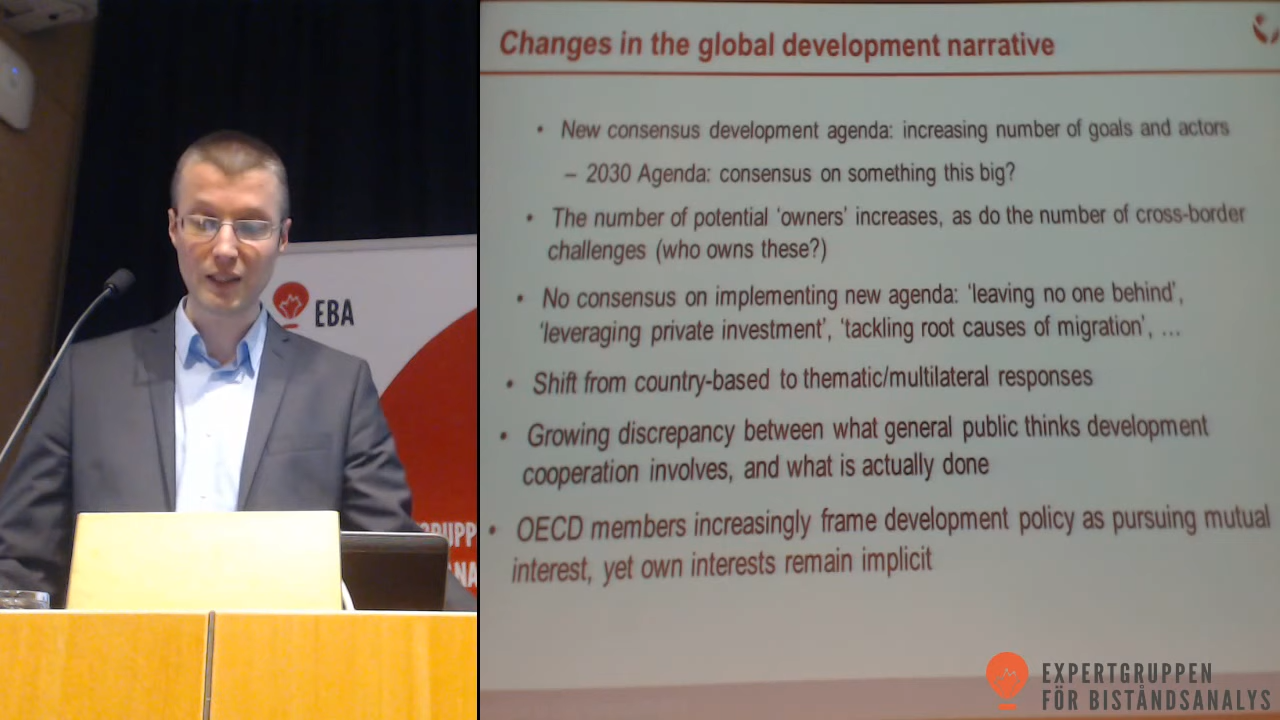 EBA
GRUPP
NA
Changes in the global development narrative
• New consensus development agenda: increasing number of goals and actors
– 2030 Agenda: consensus on something this big?
• The number of potential ‘owners’ increases, as do the number of cross-border
challenges (who owns these?)
• No consensus on implementing new agenda: ‘leaving no one behind’,
‘leveraging private investment’, ‘tackling root causes of migration’, …
• Shift from country-based to thematic/multilateral responses
• Growing discrepancy between what general public thinks development
cooperation involves, and what is actually done
• OECD members increasingly frame development policy as pursuing mutual
interest, yet own interests remain implicit
EXPERTGRUPPEN
FÖR BISTÅNDSANALYS